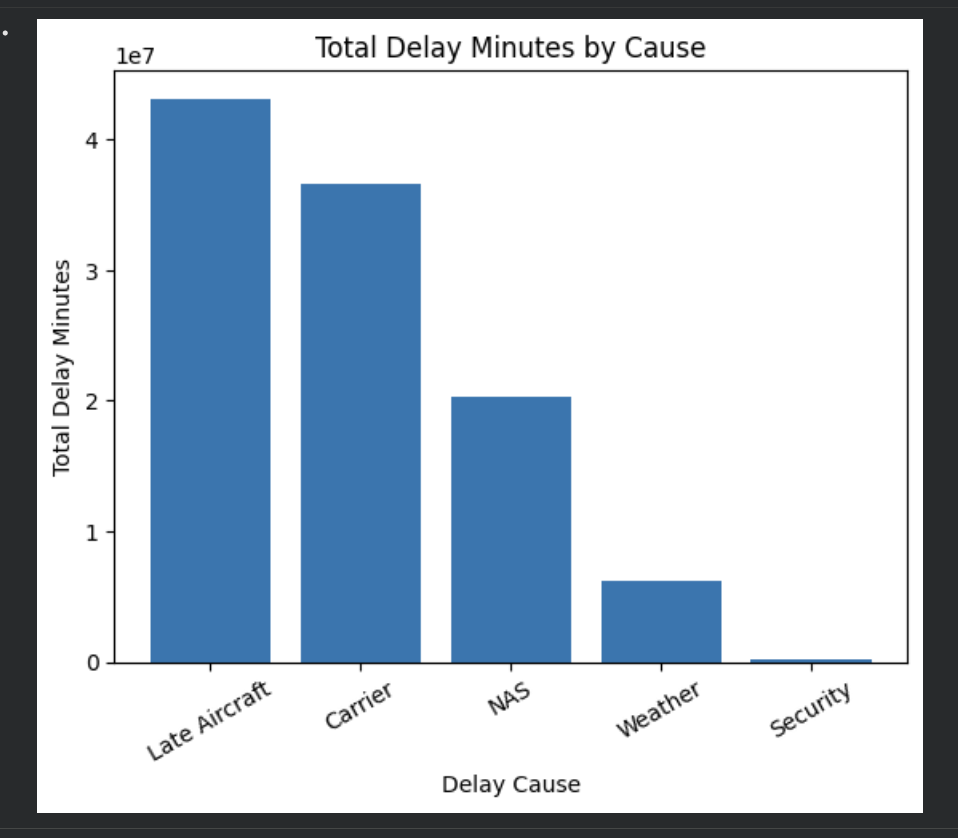 Total Delay Minutes by Cause
1e7
4
3
2
1
0
Total Delay Minutes
Late Aircraft
Carrier
NAS
Weather
Security
Delay Cause